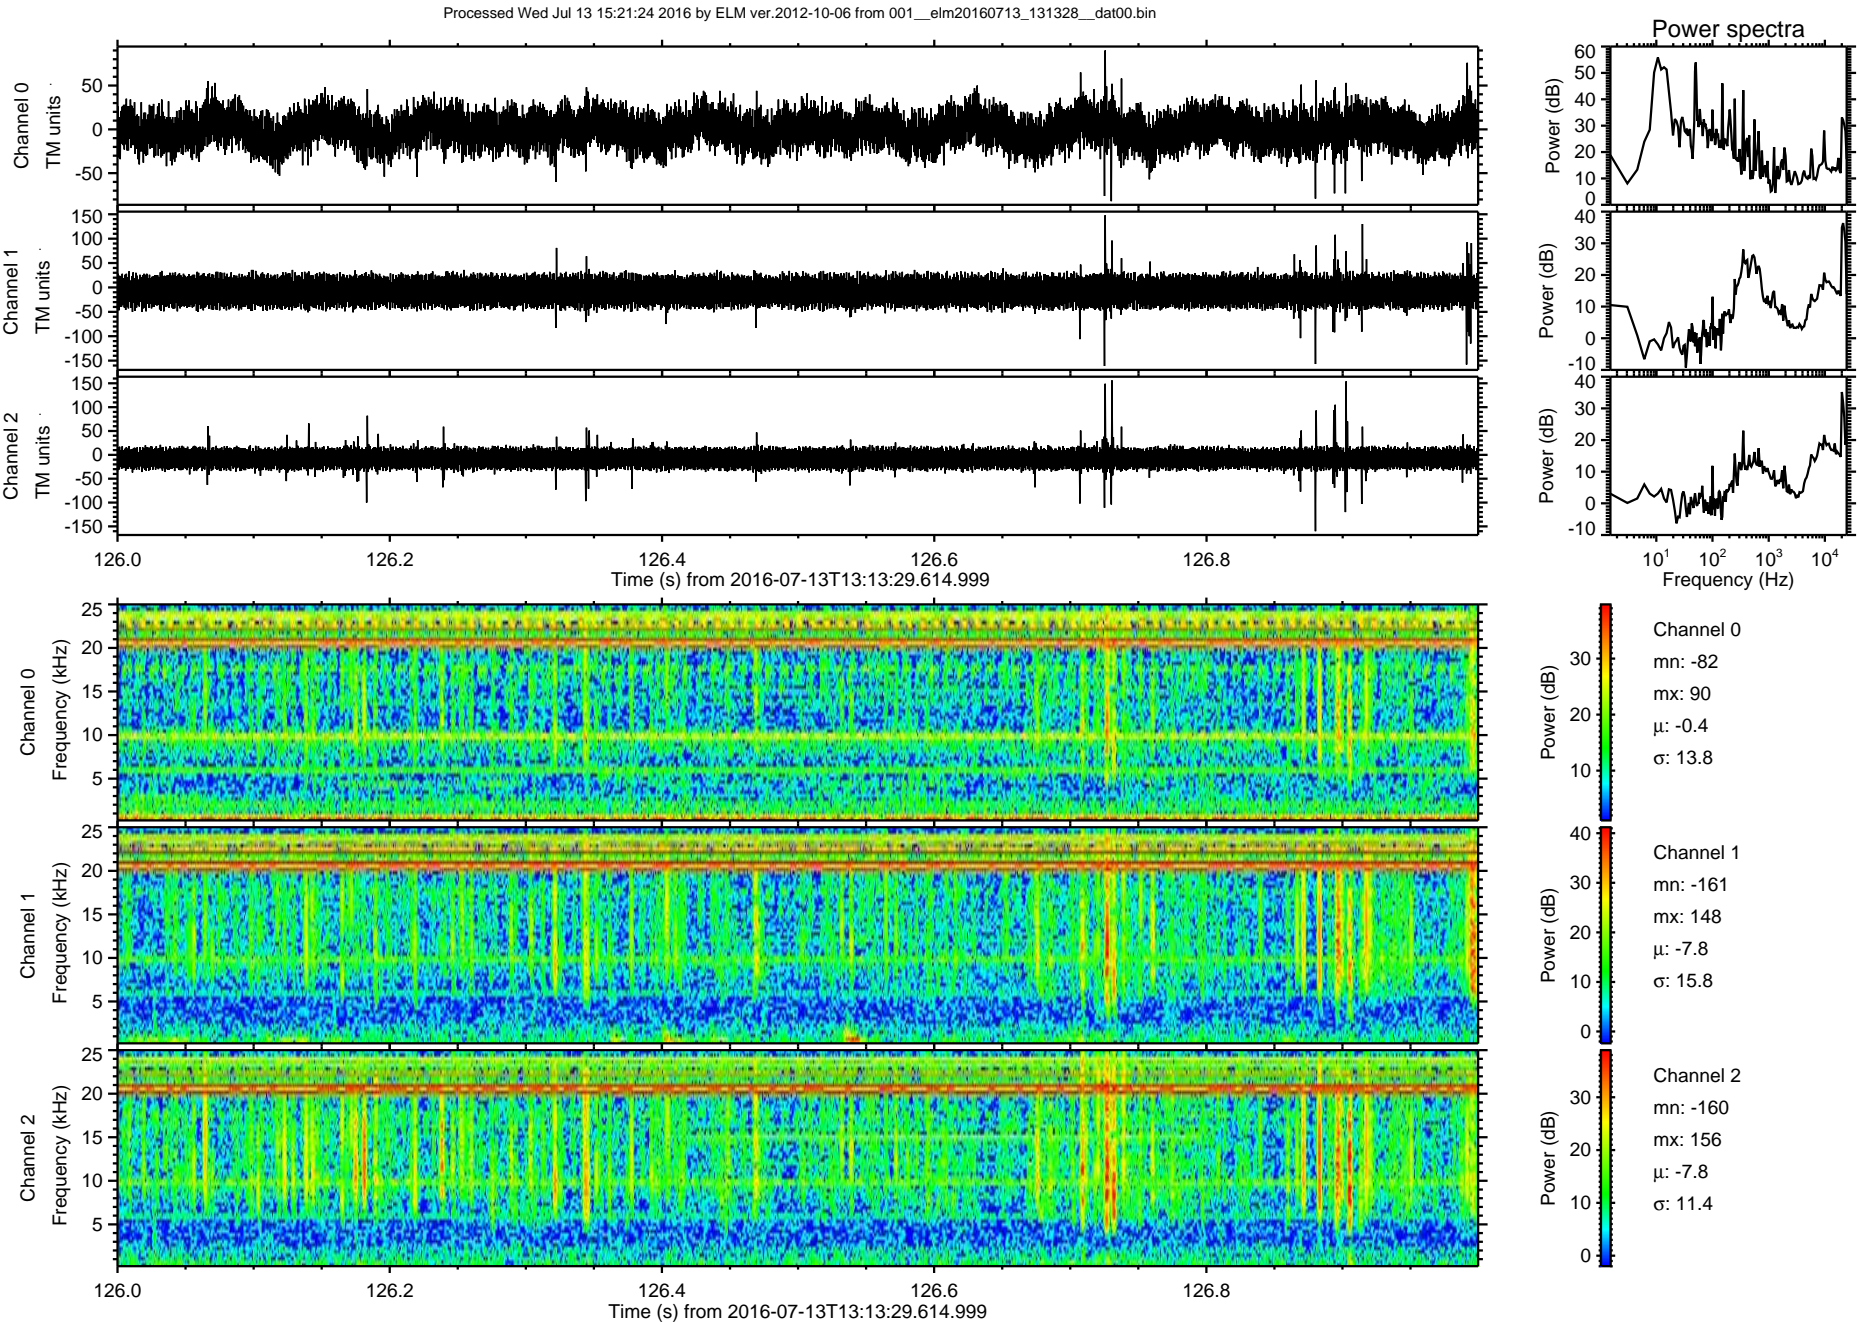 Processed Wed Jul 13 15:21:24 2016 by ELM ver.2012-10-06 from 001__elm20160713_131328__dat00.bin
Power spectra
Channel 0
TM units
50
0
-50
Power (dB)
60
50
40
30
20
10
0
Channel 1
TM units
150
100
50
0
-50
-100
-150
Power (dB)
40
30
20
10
0
-10
Channel 2
TM units
150
100
50
0
-50
-100
-150
Power (dB)
40
30
20
10
0
-10
126.0 126.2 126.4 126.6 126.8
Time (s) from 2016-07-13T13:13:29.614.999
10¹ 10² 10³ 10⁴
Frequency (Hz)
Channel 0
Frequency (kHz)
25
20
15
10
5
Power (dB)
30
20
10
Channel 0
mn: -82
mx: 90
µ: -0.4
σ: 13.8
Channel 1
Frequency (kHz)
25
20
15
10
5
Power (dB)
40
30
20
10
0
Channel 1
mn: -161
mx: 148
µ: -7.8
σ: 15.8
Channel 2
Frequency (kHz)
25
20
15
10
5
Power (dB)
30
20
10
0
Channel 2
mn: -160
mx: 156
µ: -7.8
σ: 11.4
126.0 126.2 126.4 126.6 126.8
Time (s) from 2016-07-13T13:13:29.614.999